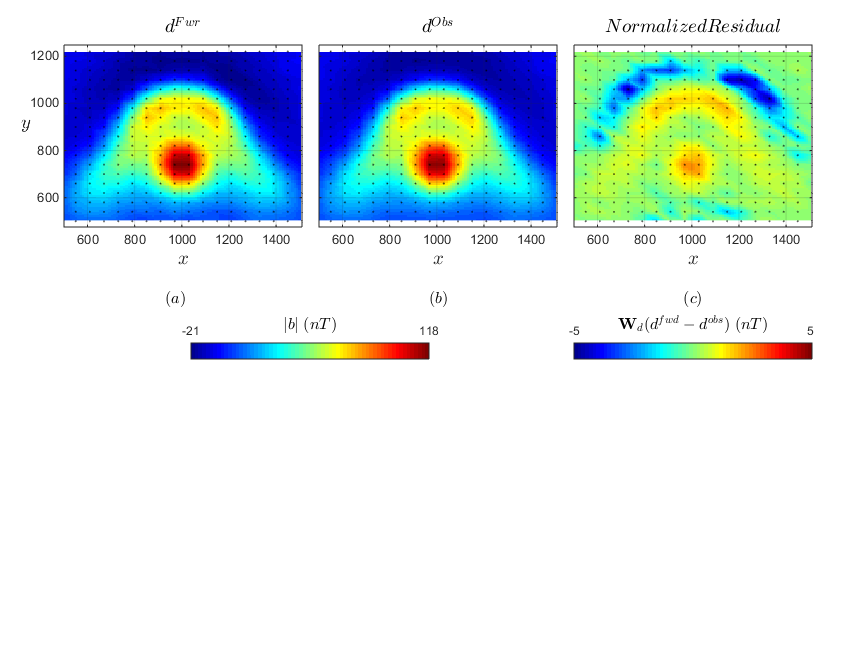 d^{Fwr} d^{Obs} NormalizedResidual
1200
1000
y
800
600
600 800 1000 1200 1400 600 800 1000 1200 1400 600 800 1000 1200 1400
x x x
(a) (b) (c)
-21 |b| (nT) 118 -5 W_d(d^{fwd} − d^{obs}) (nT) 5